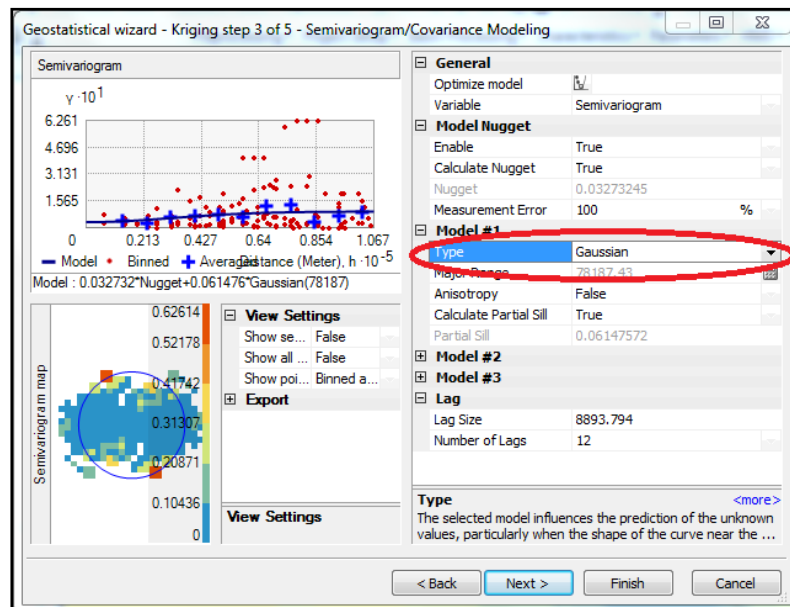 Geostatistical wizard - Kriging step 3 of 5 - Semivariogram/Covariance Modeling
Semivariogram
γ·10¹
6.261
4.696
3.131
1.565
0 0.213 0.427 0.64 0.854 1.067
Model Binned Averaged Distance (Meter), h·10⁻⁵
Model : 0.032732*Nugget+0.061476*Gaussian(78187)
Semivariogram map
0.62614
0.52178
0.41742
0.31307
0.20871
0.10436
0
View Settings
Show se... False
Show all ... False
Show poi... Binned a...
Export
View Settings
General
Optimize model
Variable Semivariogram
Model Nugget
Enable True
Calculate Nugget True
Nugget 0.03273245
Measurement Error 100 %
Model #1
Type Gaussian
Major Range 78187.43
Anisotropy False
Calculate Partial Sill True
Partial Sill 0.06147572
Model #2
Model #3
Lag
Lag Size 8893.794
Number of Lags 12
Type <more>
The selected model influences the prediction of the unknown
values, particularly when the shape of the curve near the ...
< Back Next > Finish Cancel